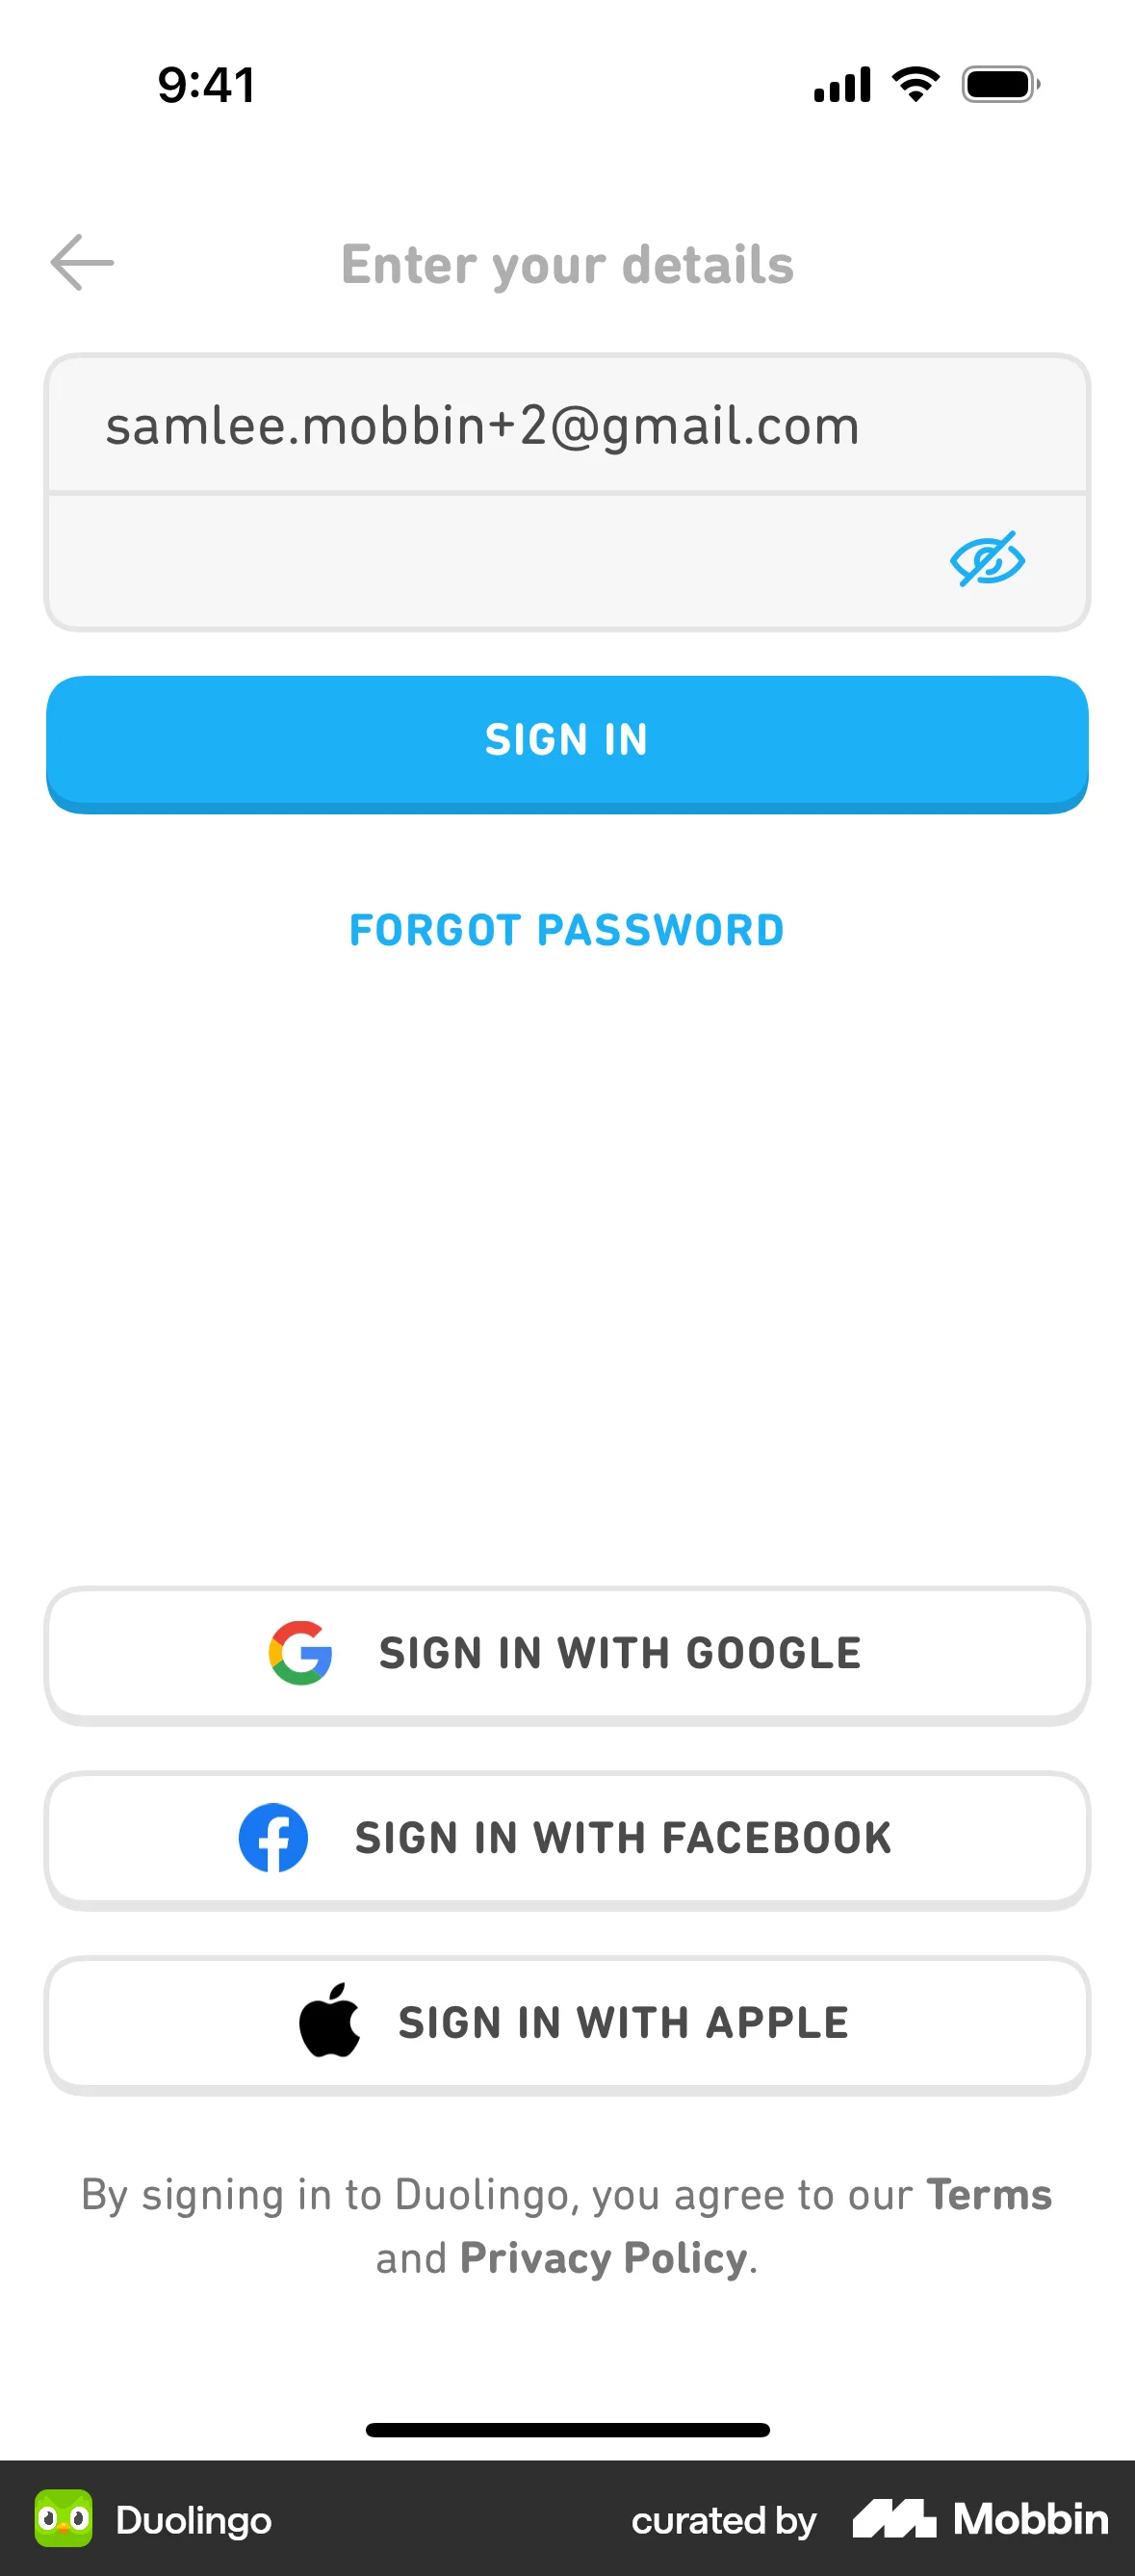 9:41
Enter your details
samlee.mobbin+2@gmail.com
SIGN IN
FORGOT PASSWORD
SIGN IN WITH GOOGLE
SIGN IN WITH FACEBOOK
SIGN IN WITH APPLE
By signing in to Duolingo, you agree to our Terms
and Privacy Policy.
Duolingo curated by Mobbin